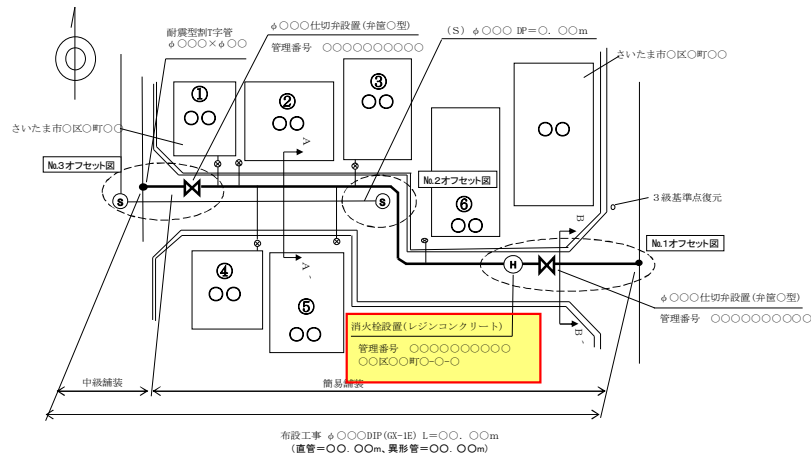 耐震型割T字管
φ○○○×φ○○
φ○○○仕切弁設置(弁筐○型)
管理番号 ○○○○○○○○○○
(S) φ○○○ DP=○. ○○m
さいたま市○区○町○○
①
○○
②
○○
③
○○
○○
さいたま市○区○町○○
A
№3オフセット図
№2オフセット図
⑥
○○
3級基準点復元
S
S
B
№1オフセット図
④
○○
A'
⑤
○○
H
φ○○○仕切弁設置(弁筐○型)
管理番号 ○○○○○○○○○○
B'
消火栓設置(レジンコンクリート)
管理番号 ○○○○○○○○○○
○○区○○町○-○-○
中級舗装
簡易舗装
布設工事 φ○○○DIP(GX-1E) L=○○. ○○m
(直管=○○. ○○m、異形管=○○. ○○m)